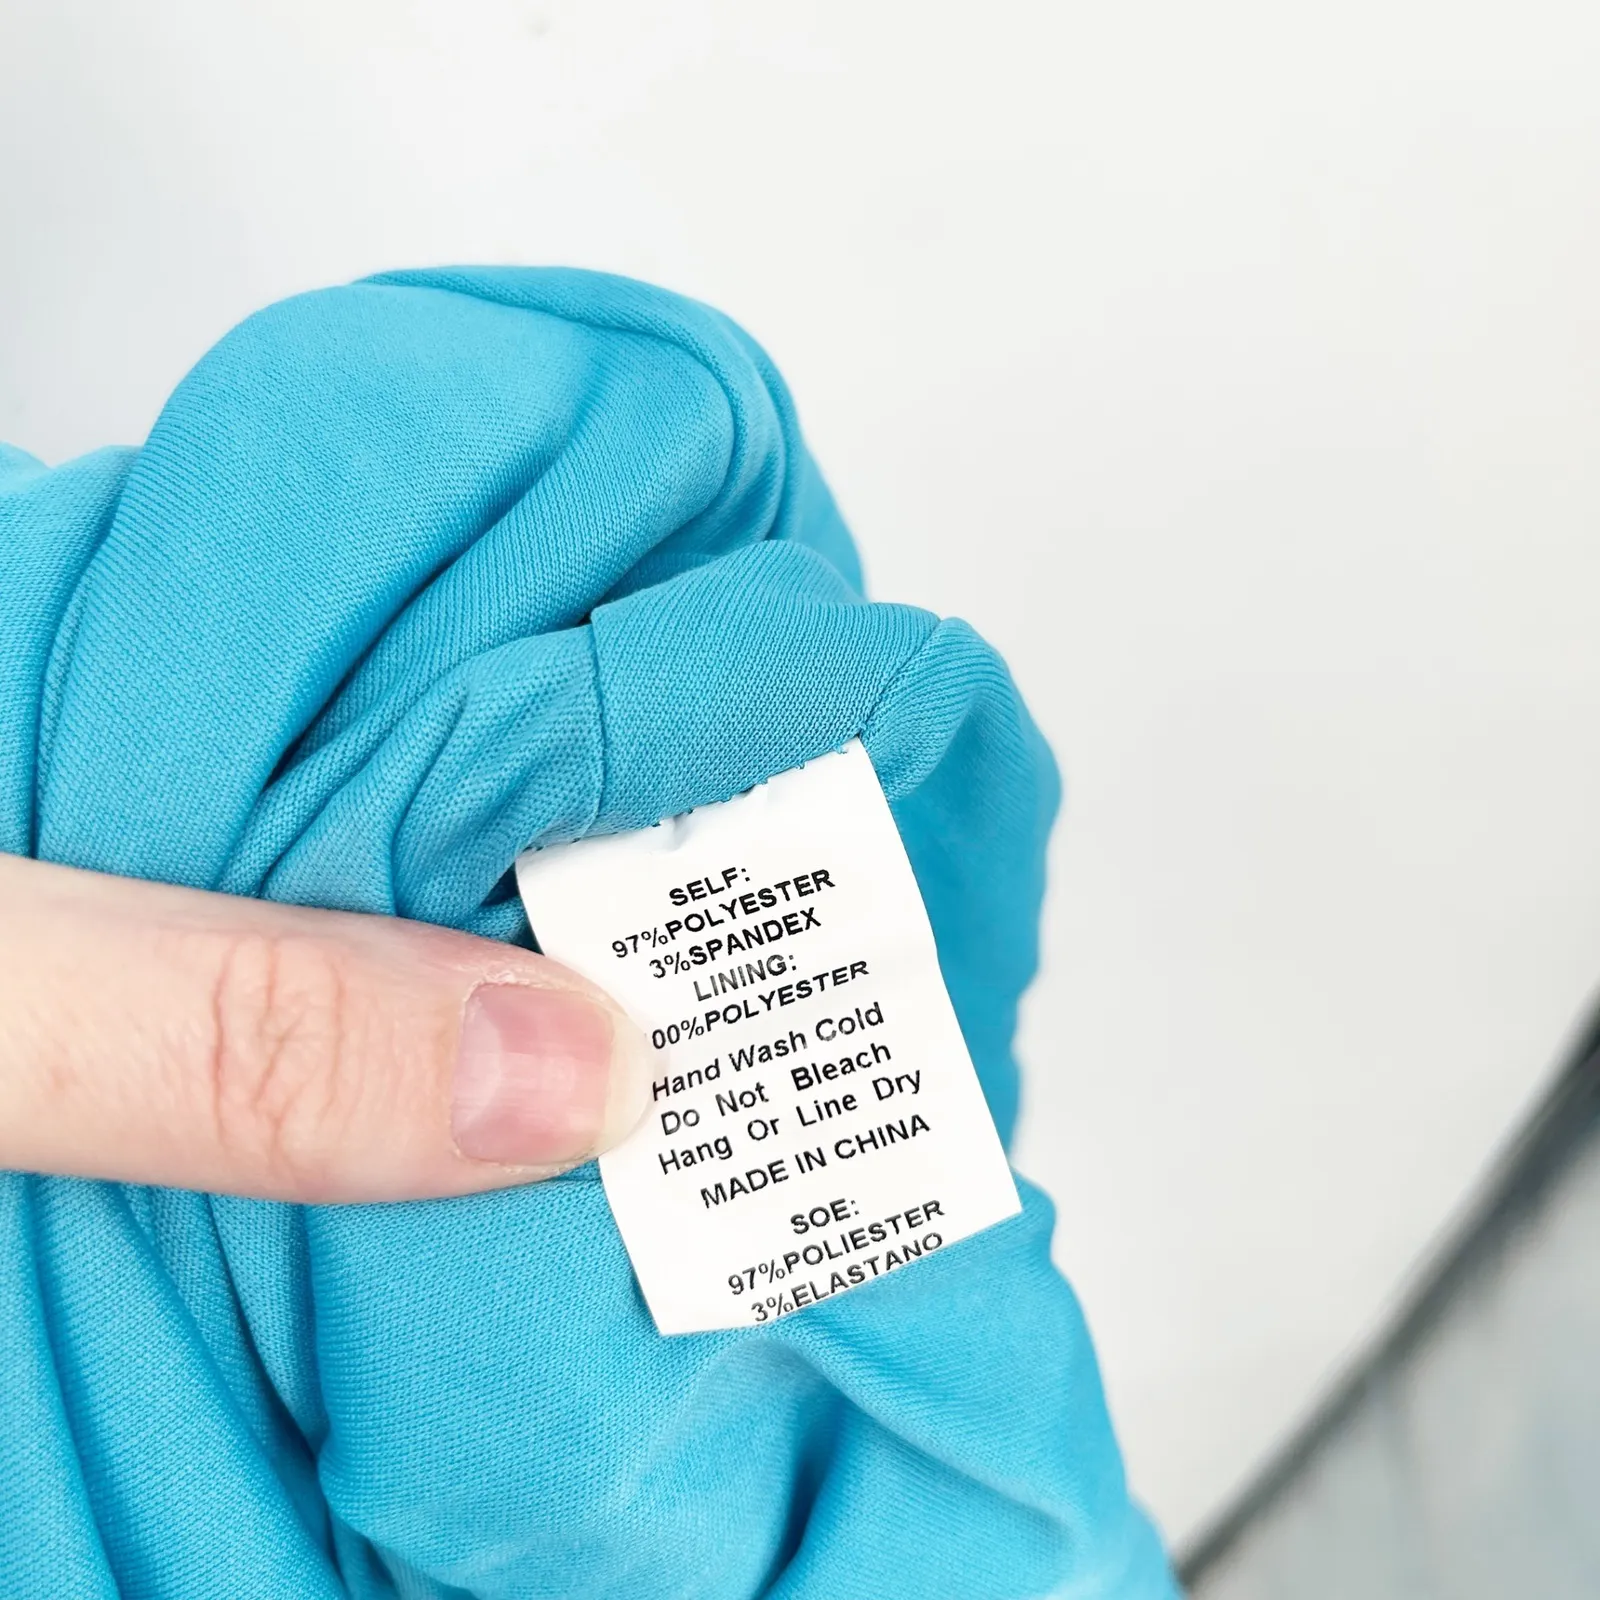 SELF:
97%POLYESTER
3%SPANDEX
LINING:
00%POLYESTER
Hand Wash Cold
Do Not Bleach
Hang Or Line Dry
MADE IN CHINA
SOE:
97%POLIESTER
3%ELASTANO